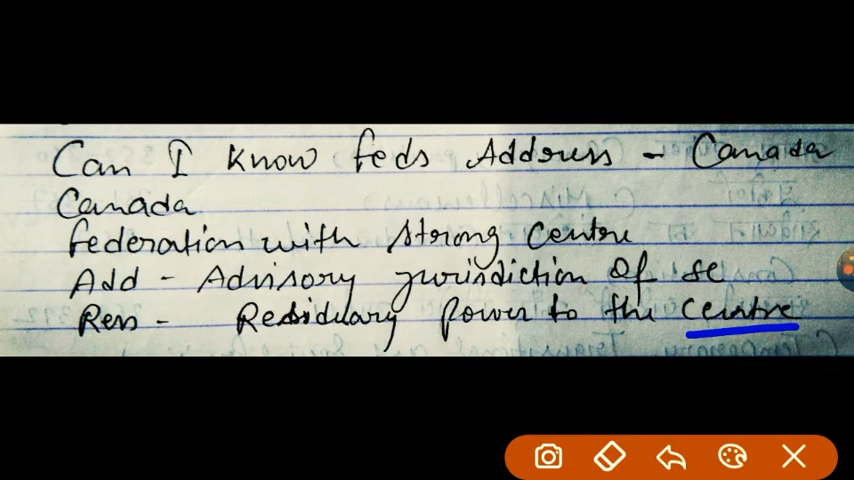 Can I know feds Address - Canada
Canada
federation with strong Centre
Add - Advisory jurisdiction of sc
Ress - Residuary power to the centre